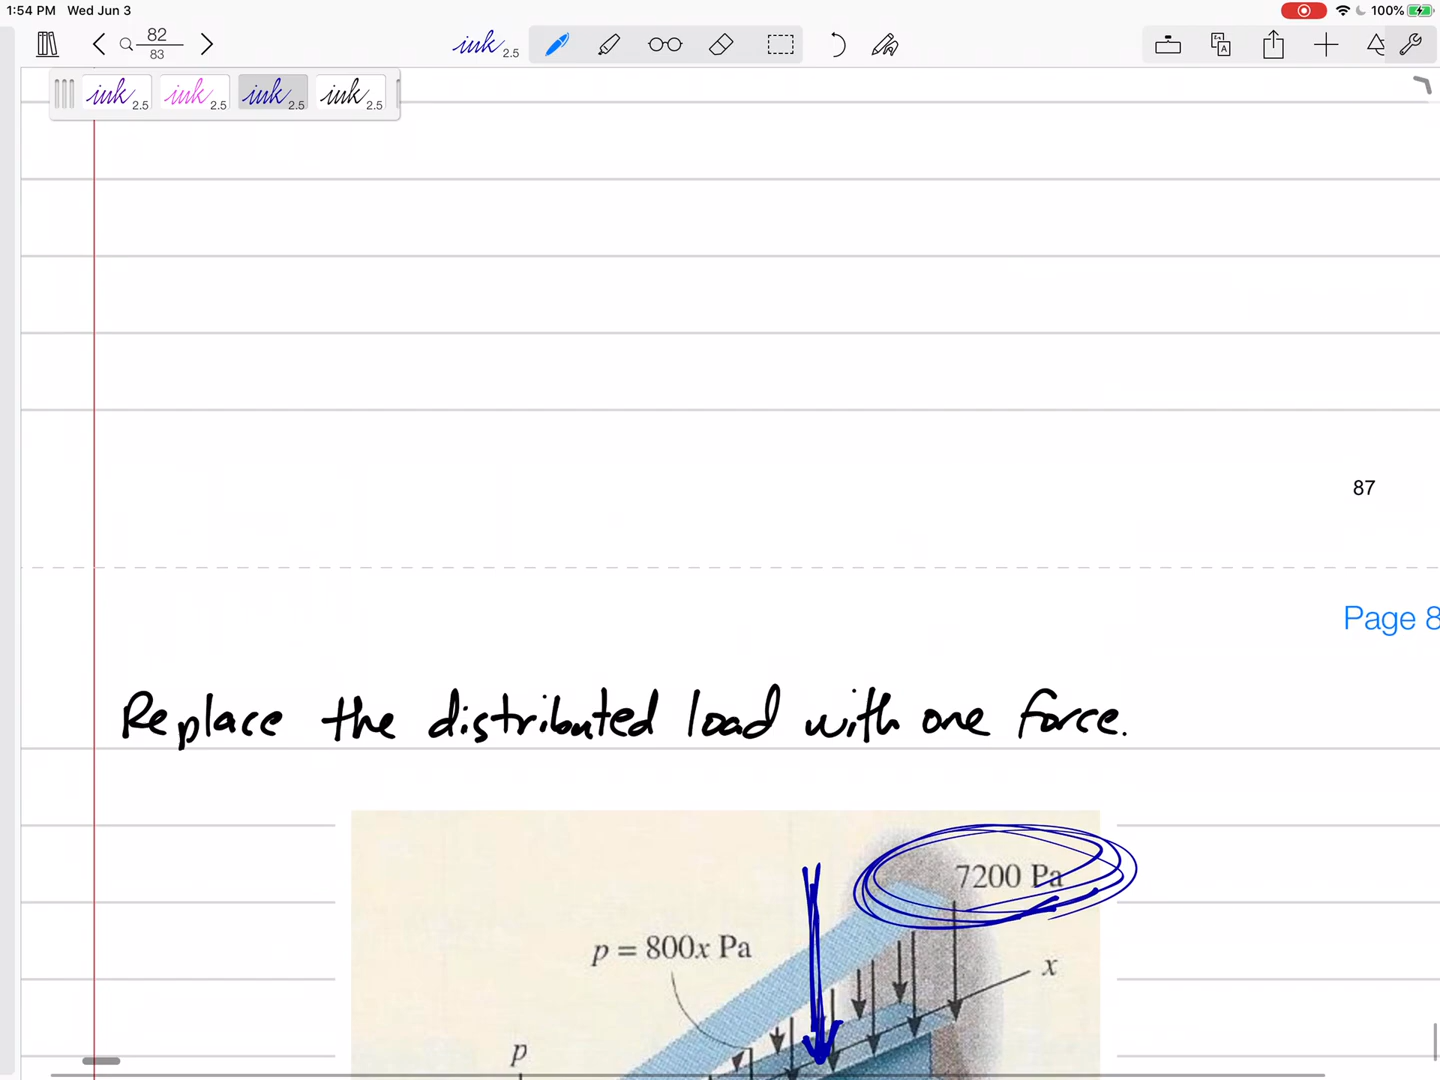 1:54 PM Wed Jun 3
100%
82
83
ink 2.5
ink 2.5
ink 2.5
ink 2.5
ink 2.5
87
Page 8
Replace the distributed load with one force.
7200 Pa
p = 800x Pa
x
p